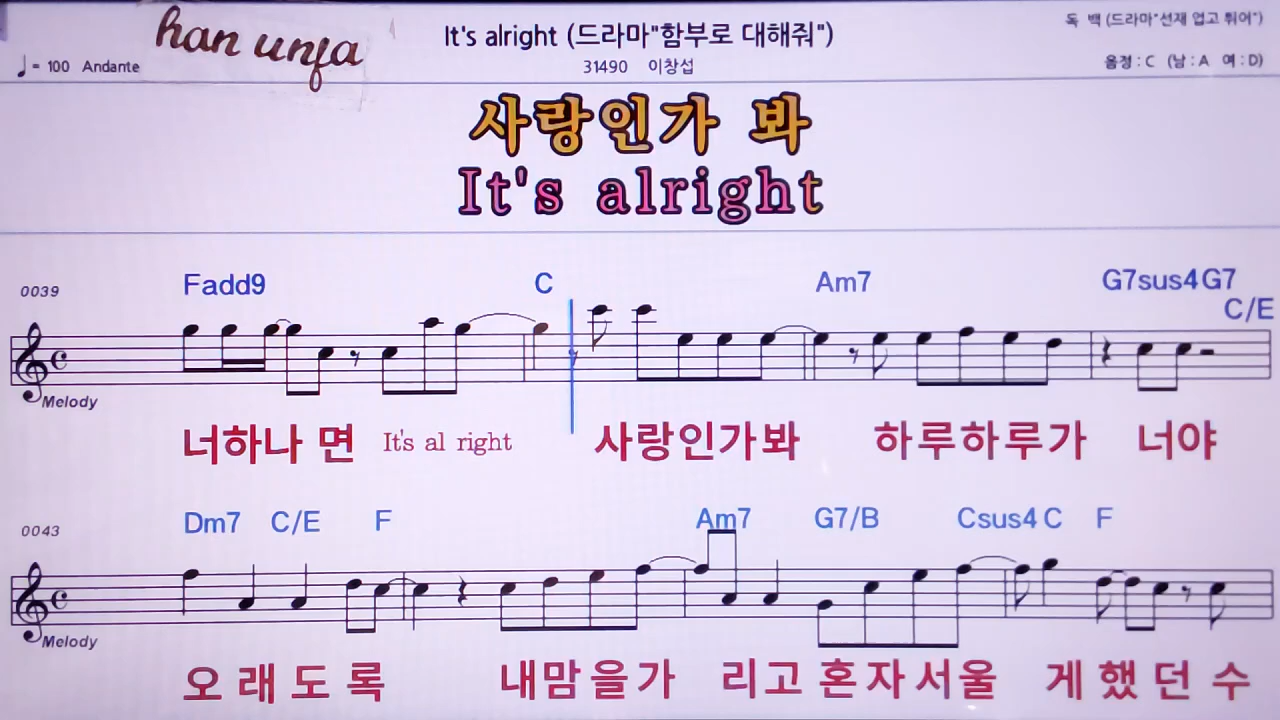 han unfa
It's alright (드라마"함부로 대해줘")
독 백 (드라마"선재 업고 튀어")
♩= 100 Andante
31490 이창섭
음정 : C (남 : A 여 : D)
사랑인가 봐
It's alright
0039 Fadd9 C Am7 G7sus4 G7
C/E
Melody
너하나 면 It's al right 사랑인가봐 하루하루가 너야
0043 Dm7 C/E F Am7 G7/B Csus4 C F
Melody
오 래 도 록 내맘을가 리고 혼자서울 게 했 던 수